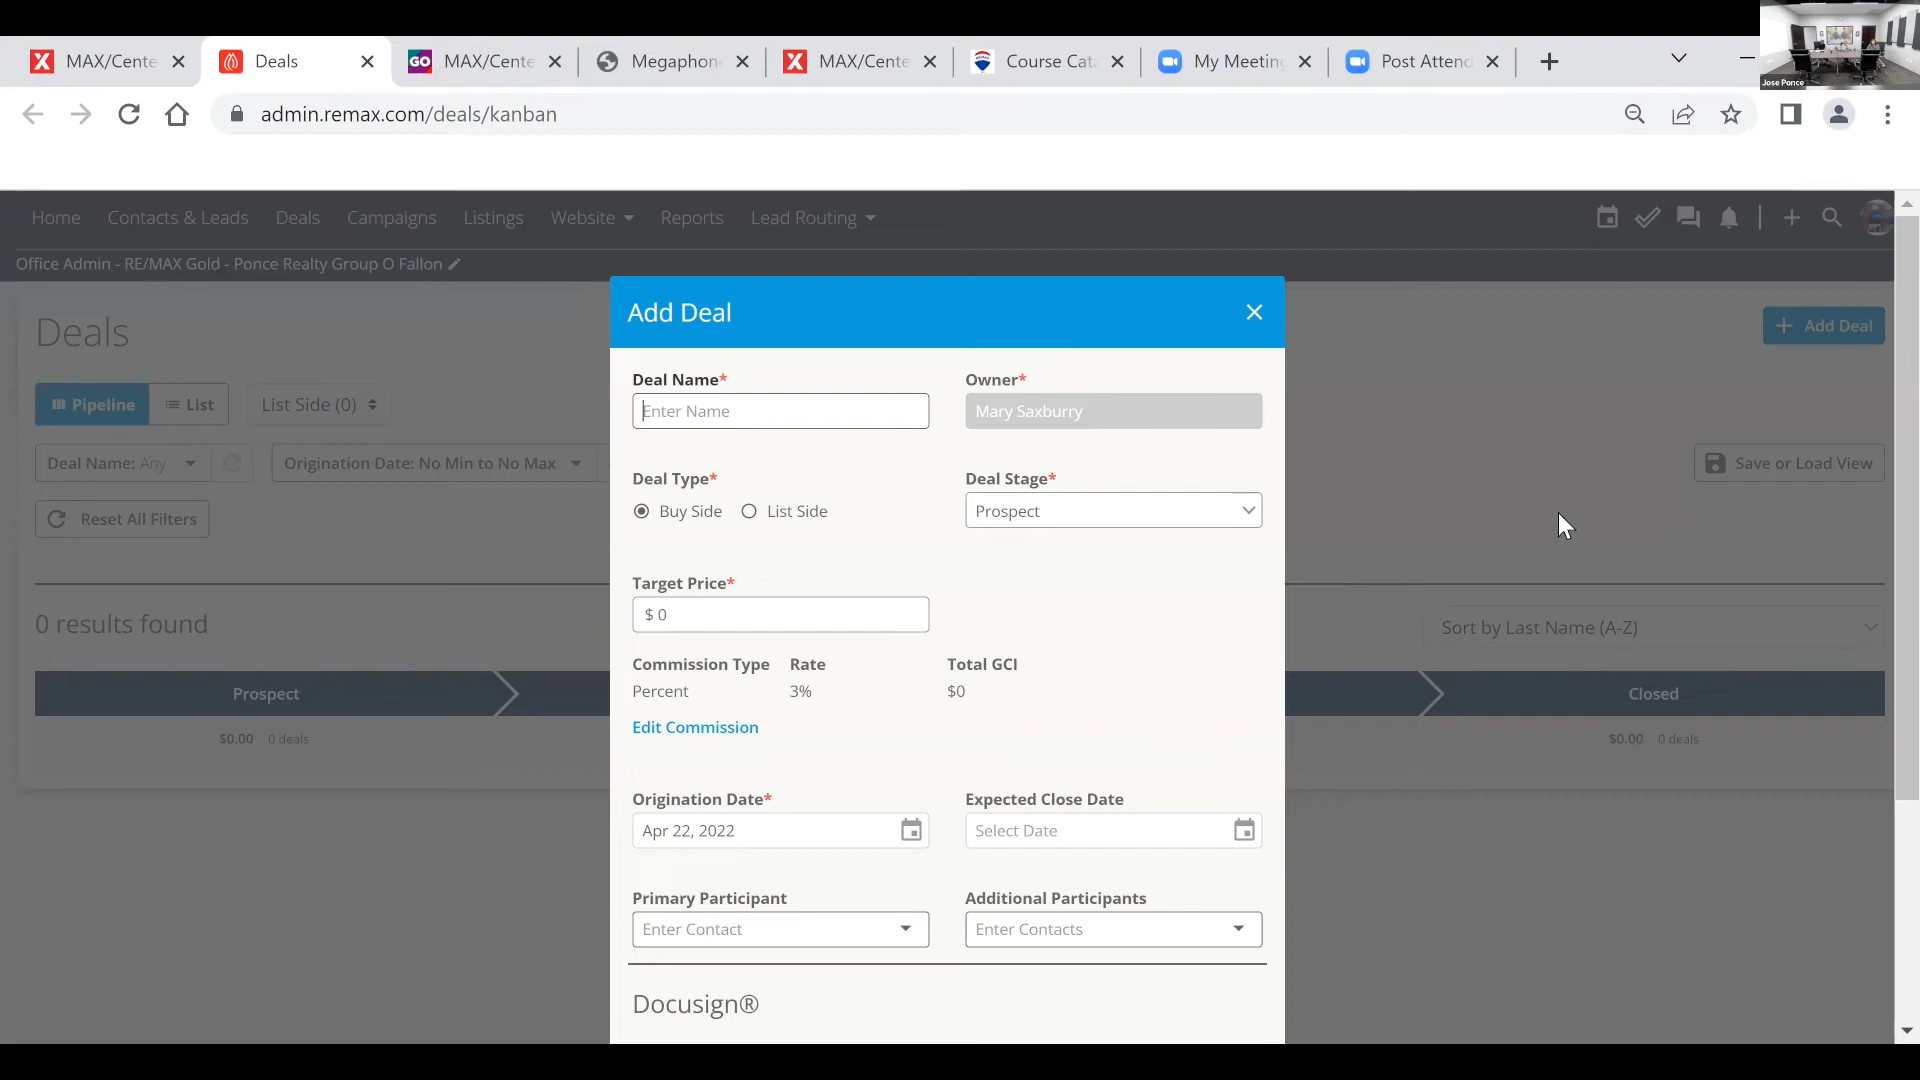 MAX/Cente
Deals
GO
MAX/Cente
Megaphon
MAX/Cente
Course Cat
My Meeting
Post Attend
Jose Ponce
admin.remax.com/deals/kanban
Home Contacts & Leads Deals Campaigns Listings Website Reports Lead Routing
Office Admin - RE/MAX Gold - Ponce Realty Group O Fallon
Deals
+ Add Deal
Pipeline List List Side (0)
Deal Name: Any Origination Date: No Min to No Max Save or Load View
Reset All Filters
0 results found
Sort by Last Name (A-Z)
Prospect
Closed
$0.00 0 deals
$0.00 0 deals
Add Deal
Deal Name* Owner*
Enter Name Mary Saxburry
Deal Type* Deal Stage*
Buy Side List Side Prospect
Target Price*
$ 0
Commission Type Rate Total GCI
Percent 3% $0
Edit Commission
Origination Date* Expected Close Date
Apr 22, 2022 Select Date
Primary Participant Additional Participants
Enter Contact Enter Contacts
Docusign®